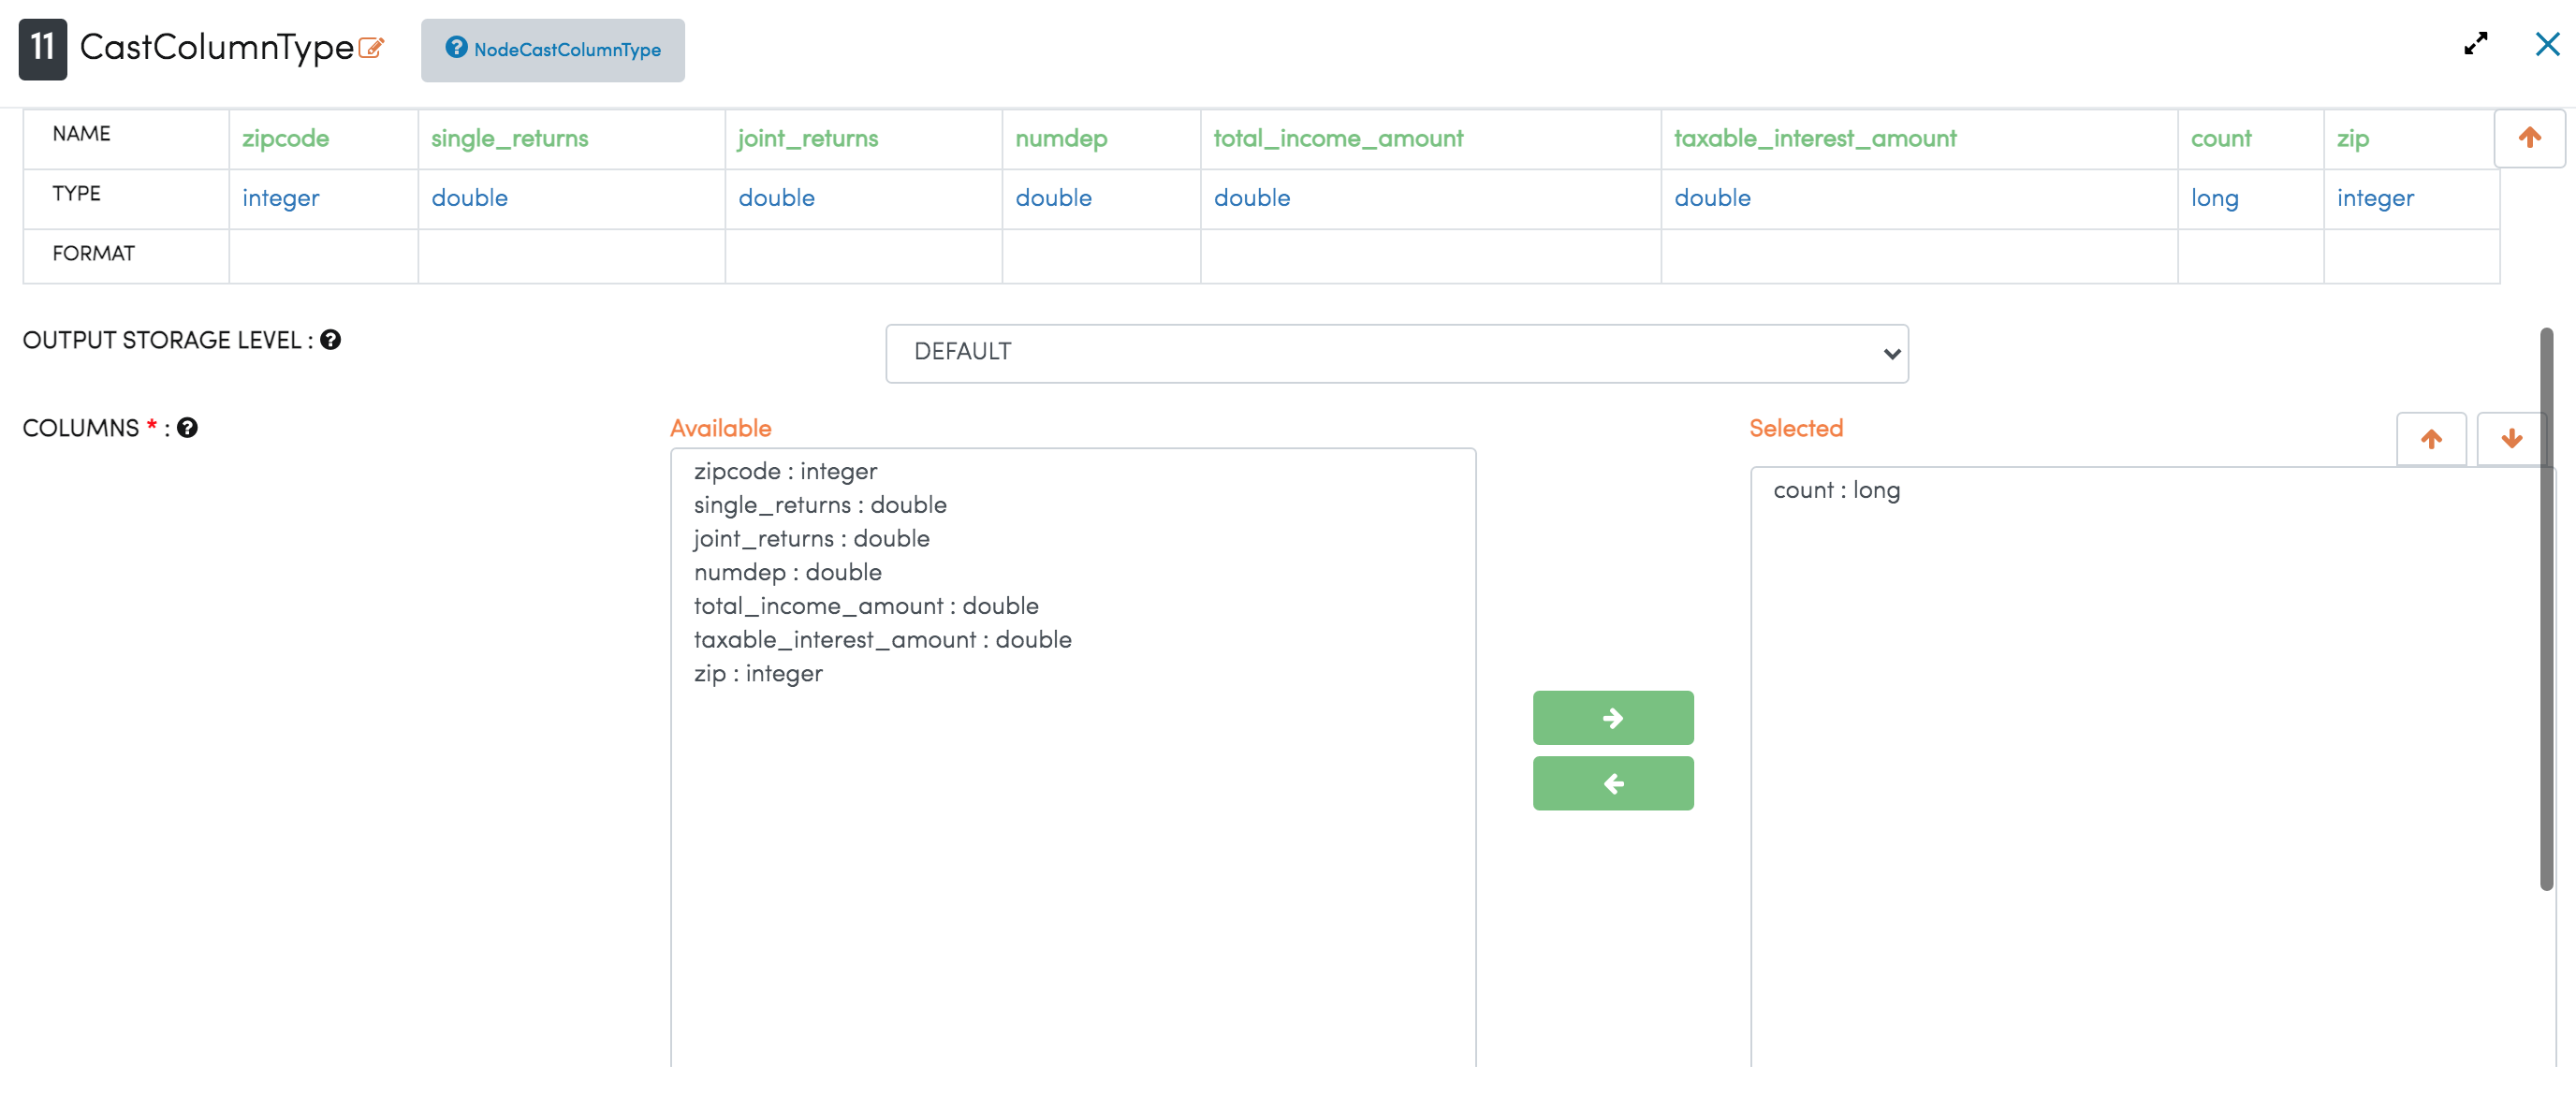 11 CastColumnType NodeCastColumnType
NAME zipcode single_returns joint_returns numdep total_income_amount taxable_interest_amount count zip
TYPE integer double double double double double long integer
FORMAT
OUTPUT STORAGE LEVEL : DEFAULT
COLUMNS * : Available Selected
zipcode : integer
single_returns : double
joint_returns : double
numdep : double
total_income_amount : double
taxable_interest_amount : double
zip : integer
count : long